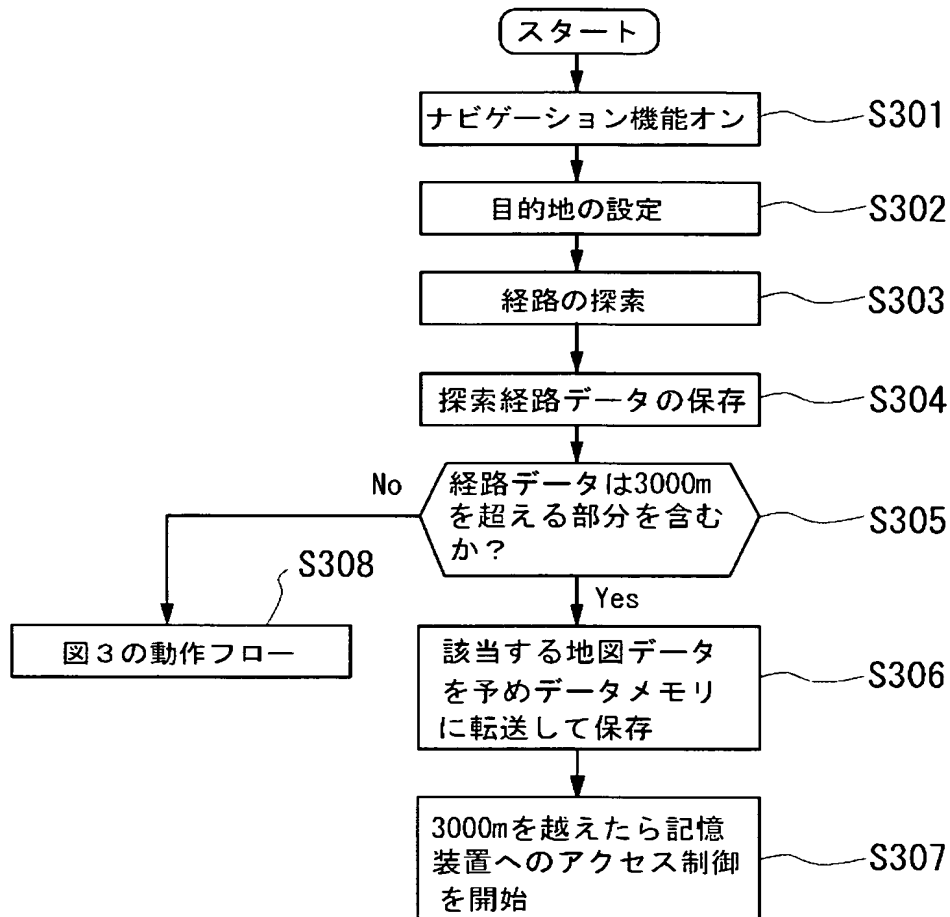 スタート
ナビゲーション機能オン
S301
目的地の設定
S302
経路の探索
S303
探索経路データの保存
S304
経路データは3000m
を超える部分を含む
か？
S305
No
Yes
S308
図３の動作フロー
該当する地図データ
を予めデータメモリ
に転送して保存
S306
3000mを越えたら記憶
装置へのアクセス制御
を開始
S307